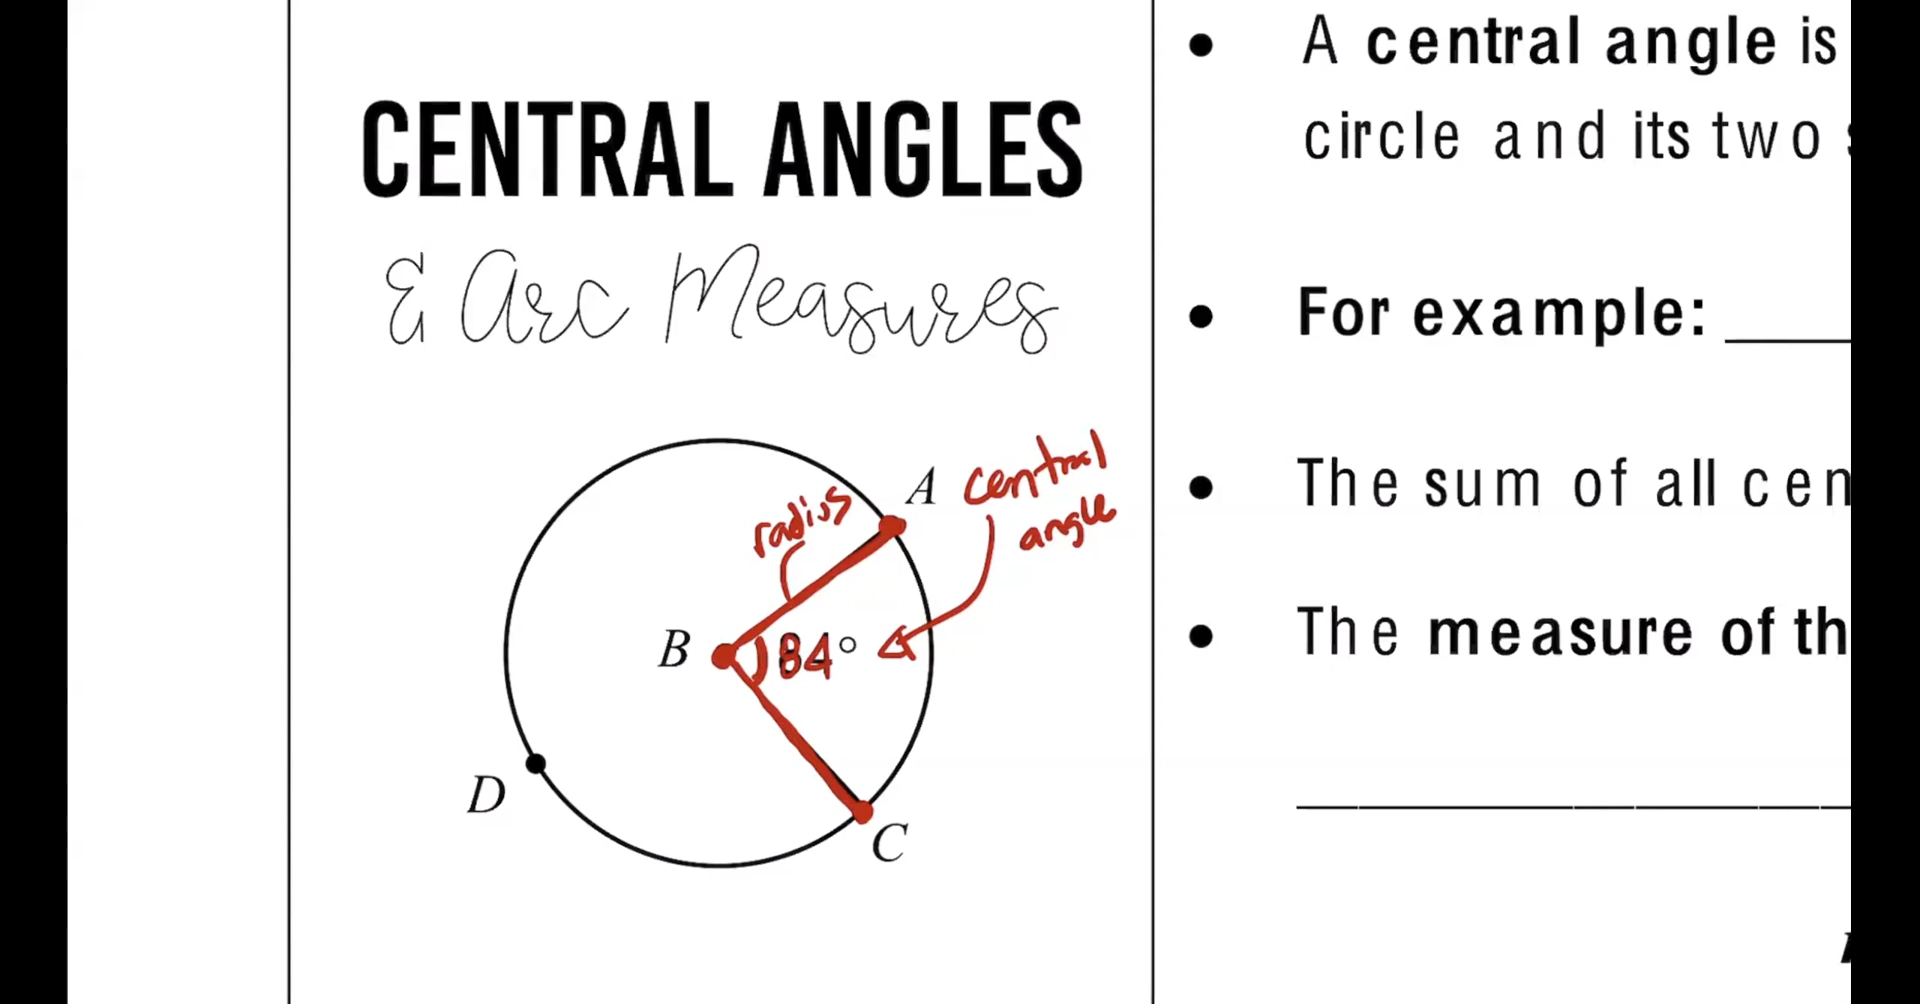 CENTRAL ANGLES
& Arc Measures
A central
radius
angle
B 84°
D
C
• A central angle is
circle and its two
• For example:
• The sum of all cen
• The measure of th